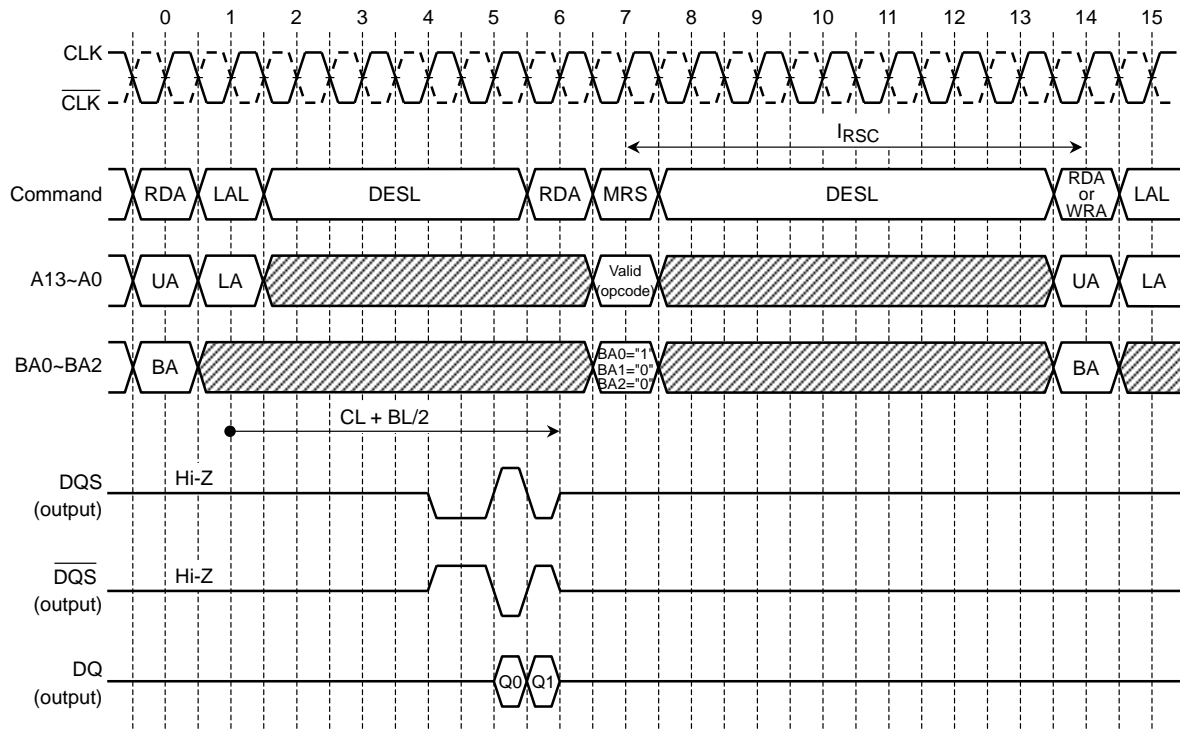 0 1 2 3 4 5 6 7 8 9 10 11 12 13 14 15
CLK
CLK
IRSC
Command RDA LAL DESL RDA MRS DESL RDA or WRA LAL
A13~A0 UA LA Valid (opcode) UA LA
BA0~BA2 BA BA0="1" BA1="0" BA2="0" BA
CL + BL/2
DQS (output) Hi-Z
DQS (output) Hi-Z
DQ (output) Q0 Q1